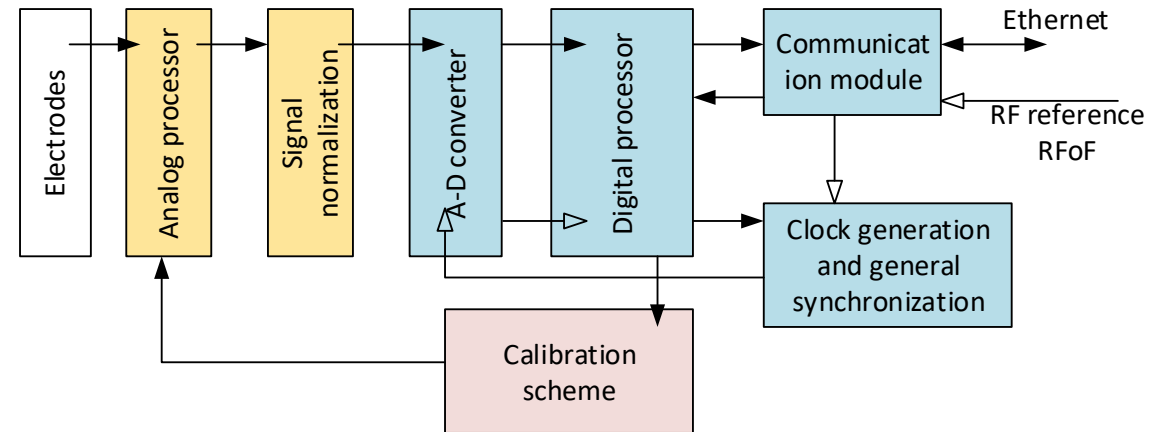 Electrodes
Analog processor
Signal
normalization
A-D converter
Digital processor
Communicat
ion module
Ethernet
RF reference
RFoF
Clock generation
and general
synchronization
Calibration
scheme